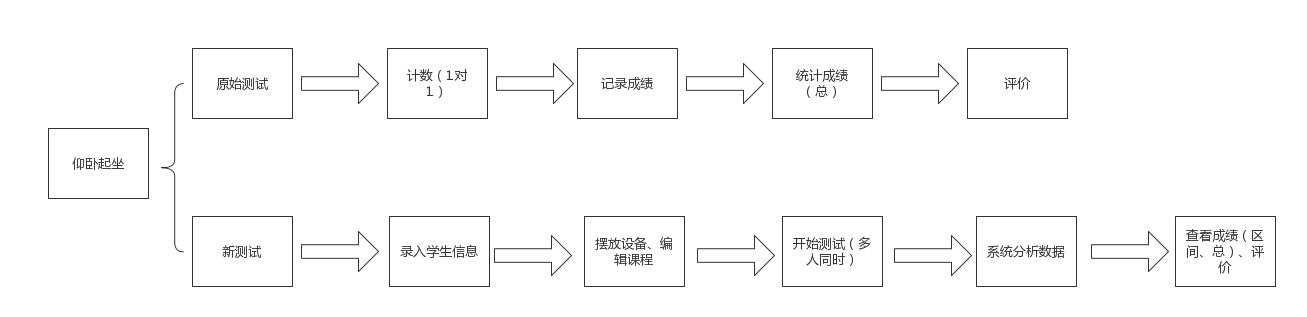 原始测试
计数（1对
1）
记录成绩
统计成绩
（总）
评价
仰卧起坐
新测试
录入学生信息
摆放设备、编
辑课程
开始测试（多
人同时）
系统分析数据
查看成绩（区
间、总）、评
价